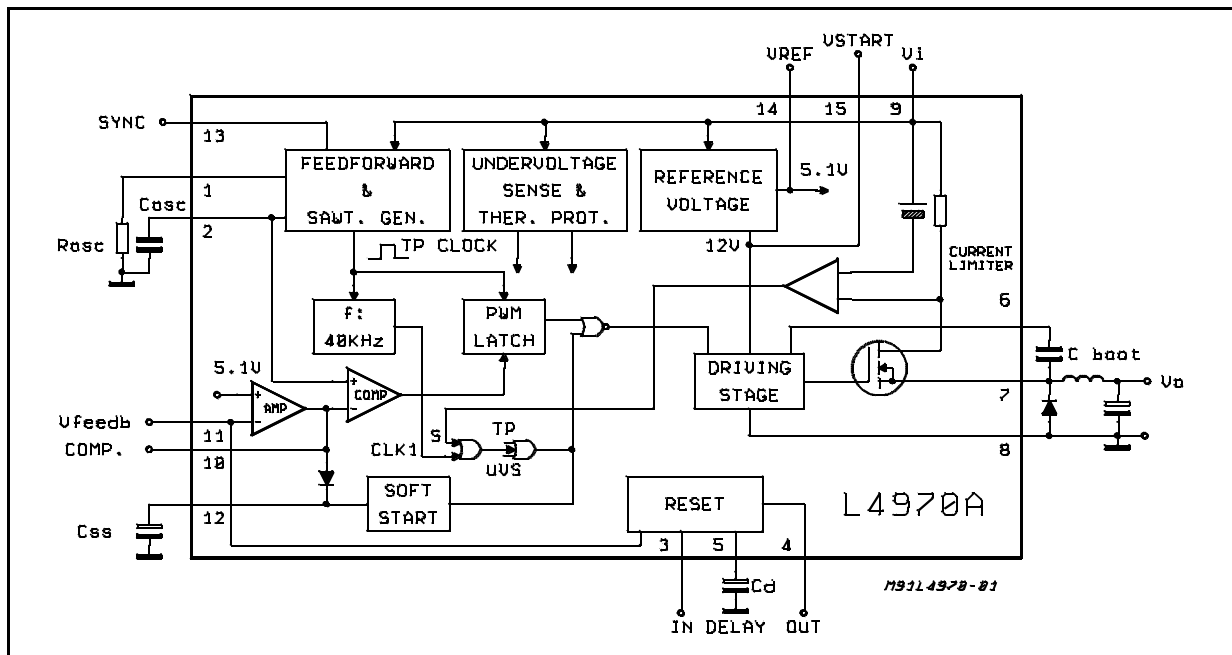 VREF
VSTART
Vi
SYNC
13
14
15
9
1
2
Cosc
Rosc
FEEDFORWARD
&
SAWT. GEN.
UNDERVOLTAGE
SENSE &
THER. PROT.
REFERENCE
VOLTAGE
5.1V
12V
TP CLOCK
CURRENT
LIMITER
6
f:
40KHz
PWM
LATCH
DRIVING
STAGE
C boot
Vo
7
8
5.1V
+
-
AMP
+
-
COMP
Vfeedb
11
COMP.
10
S
CLK1
TP
UVS
SOFT
START
12
Css
RESET
3
5
4
L4970A
Cd
M91L4970-01
IN DELAY OUT